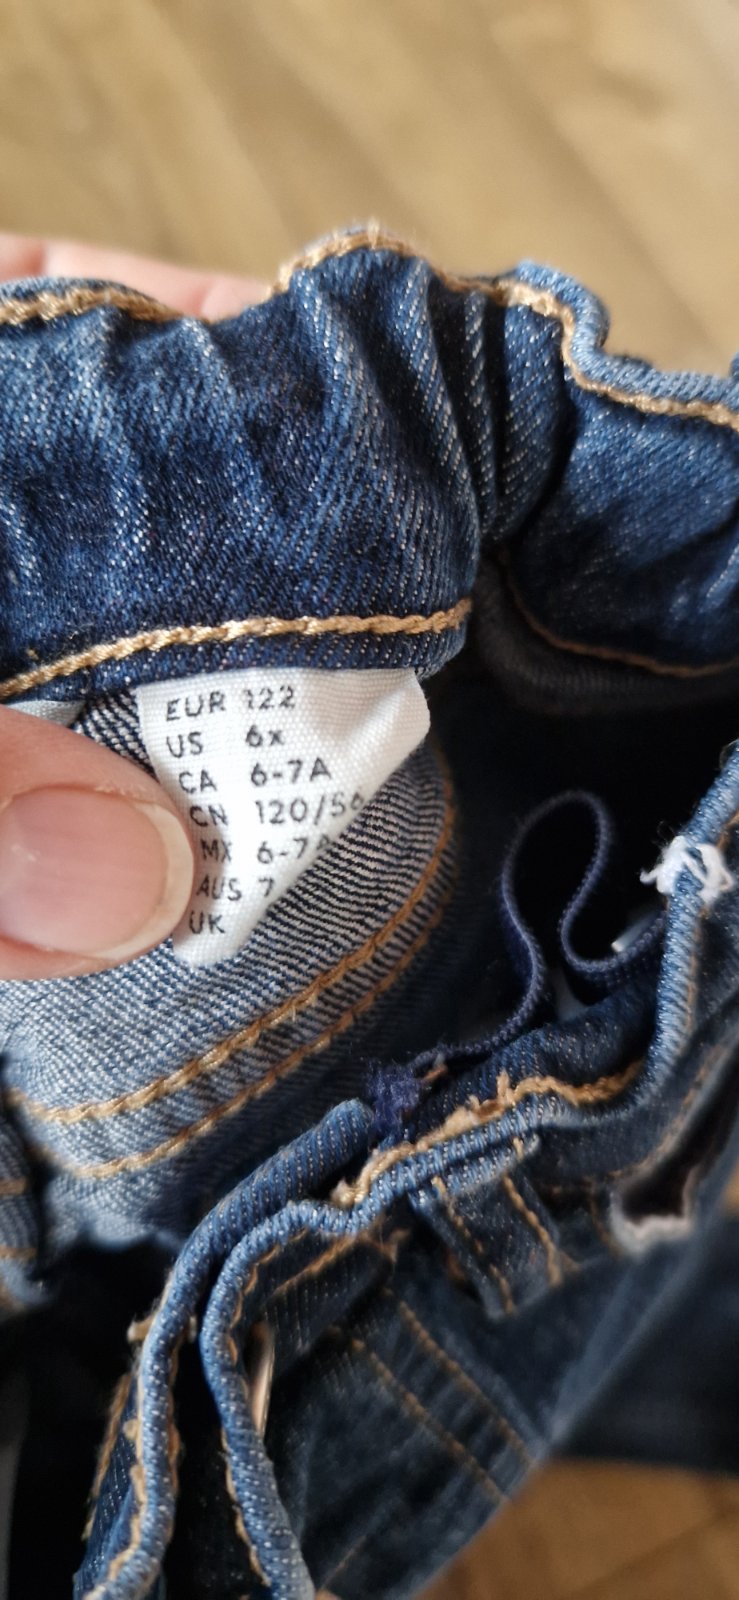 EUR 122
US 6x
CA 6-7A
CN 120/56
MX 6-7A
AUS 7
UK